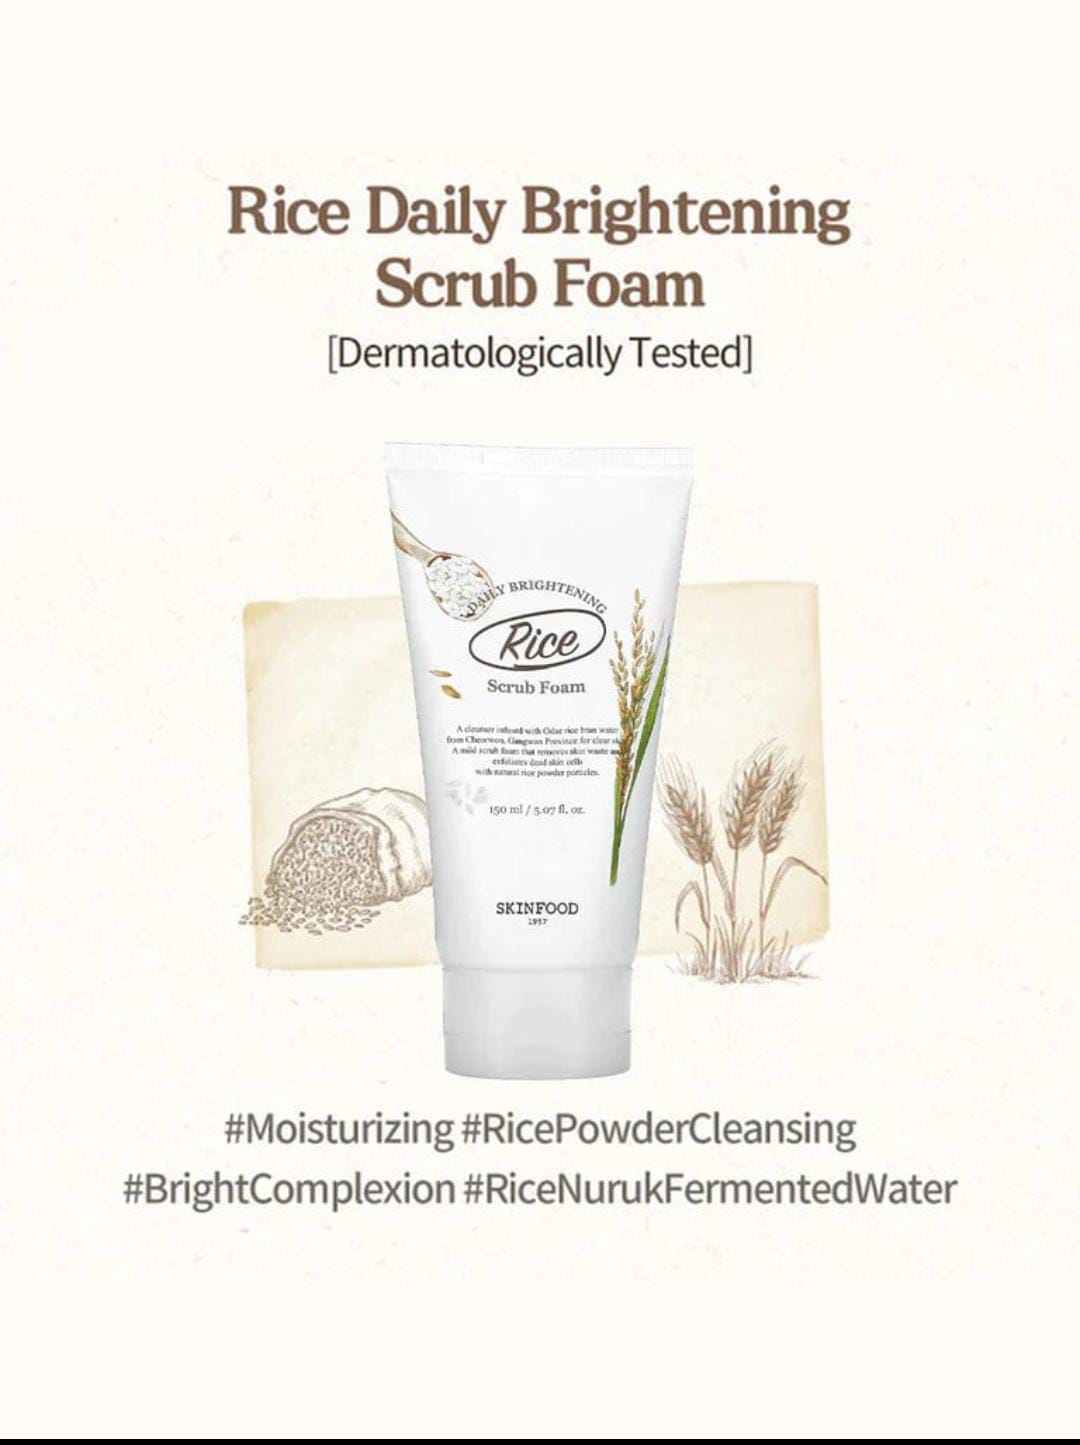 Rice Daily Brightening
Scrub Foam
[Dermatologically Tested]
DAILY BRIGHTENING
Rice
Scrub Foam
A cleanser infused with Odae rice bran water
from Cheorwon, Gangwon Province for clear
A mild scrub foam that removes skin waste
exfoliates dead skin cells
with natural rice powder particles.
150 ml / 5.07 fl. oz.
SKINFOOD
1957
#Moisturizing #RicePowderCleansing
#BrightComplexion #RiceNurukFermentedWater